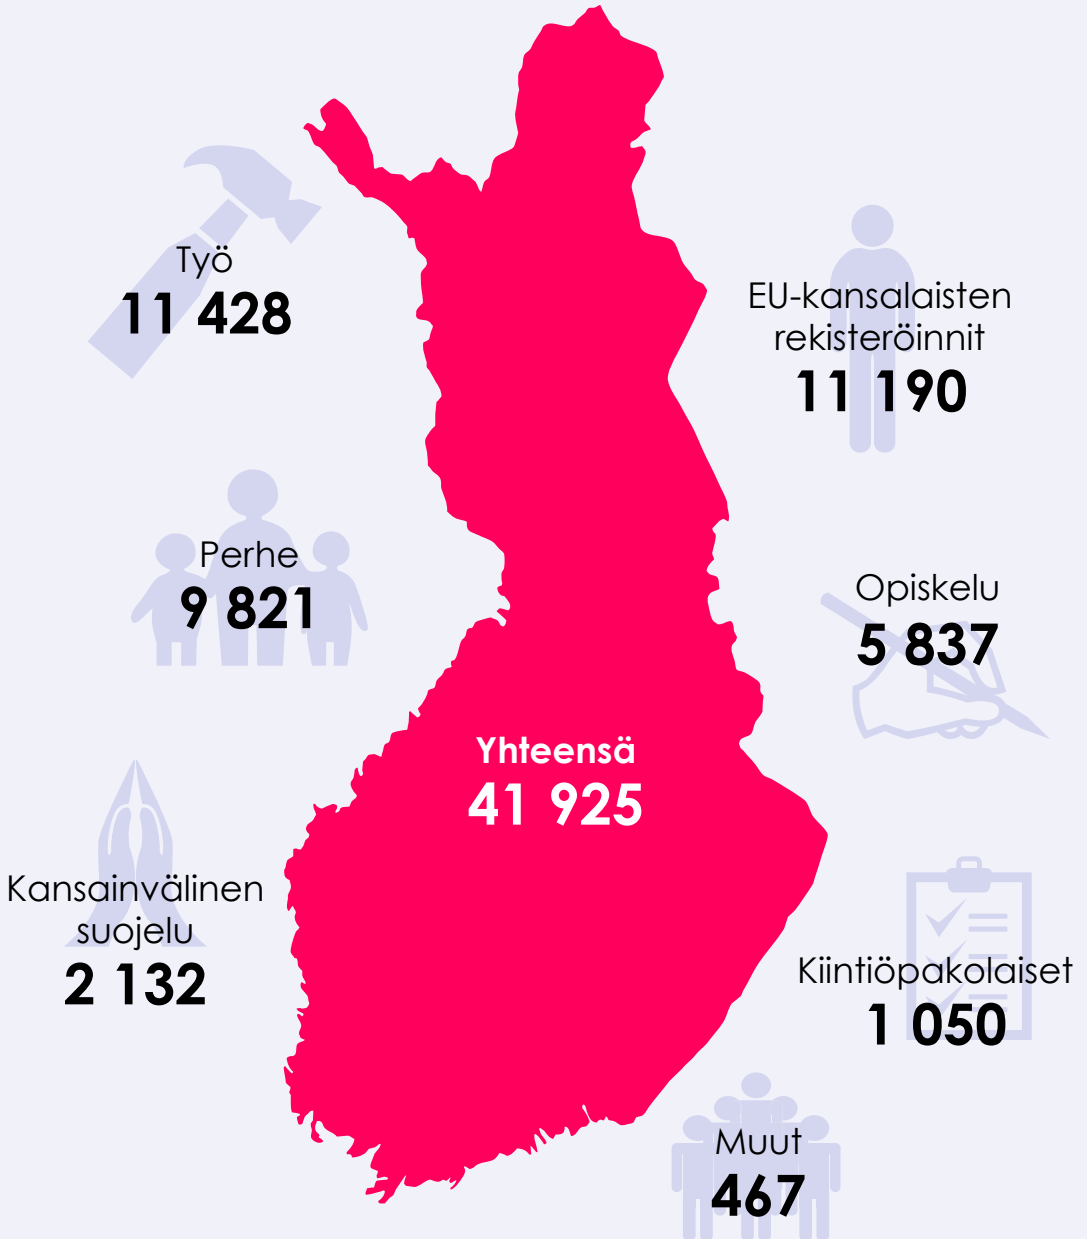 Työ
11 428
EU-kansalaisten
rekisteröinnit
11 190
Perhe
9 821
Opiskelu
5 837
Yhteensä
41 925
Kansainvälinen
suojelu
2 132
Kiintiöpakolaiset
1 050
Muut
467